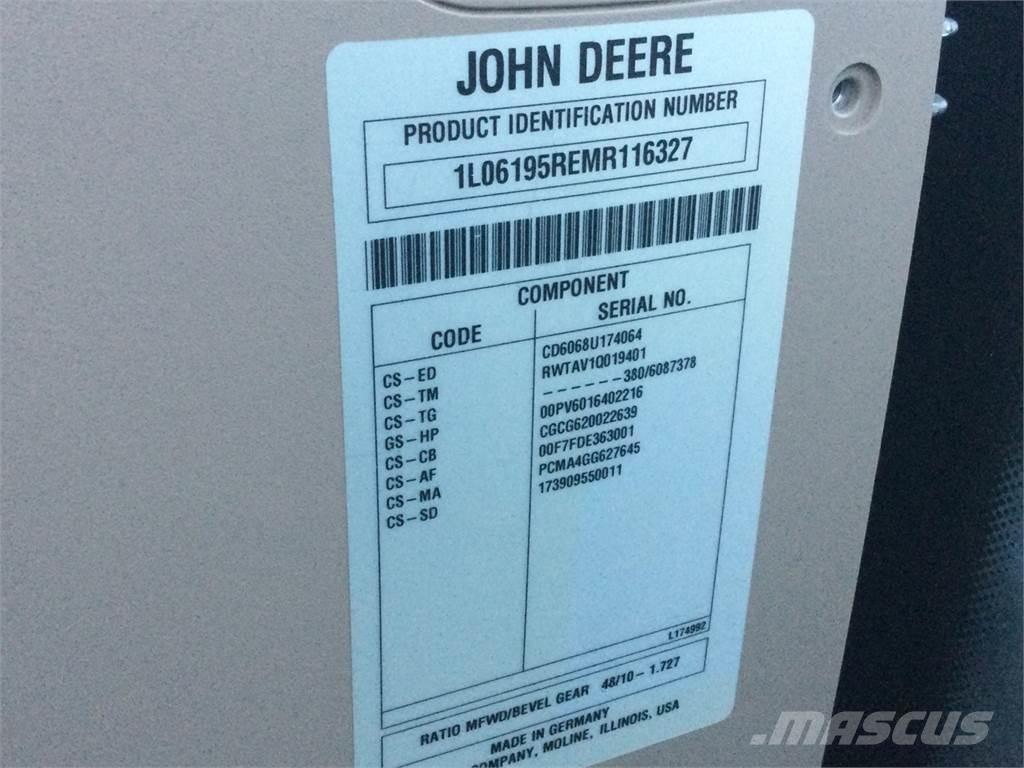 JOHN DEERE
PRODUCT IDENTIFICATION NUMBER
1L06195REMR116327
COMPONENT
CODE SERIAL NO.
CS-ED CD6068U174064
CS-TM RWTAV1Q019401
CS-TG ------380/6087378
GS-HP 00PV6016402216
CS-CB CGCG620022639
CS-AF 00F7FDE363001
CS-MA PCMA4GG627645
CS-SD 173909550011
L174992
RATIO MFWD/BEVEL GEAR 48/10-1.727
MADE IN GERMANY
COMPANY, MOLINE, ILLINOIS, USA
MASCUS